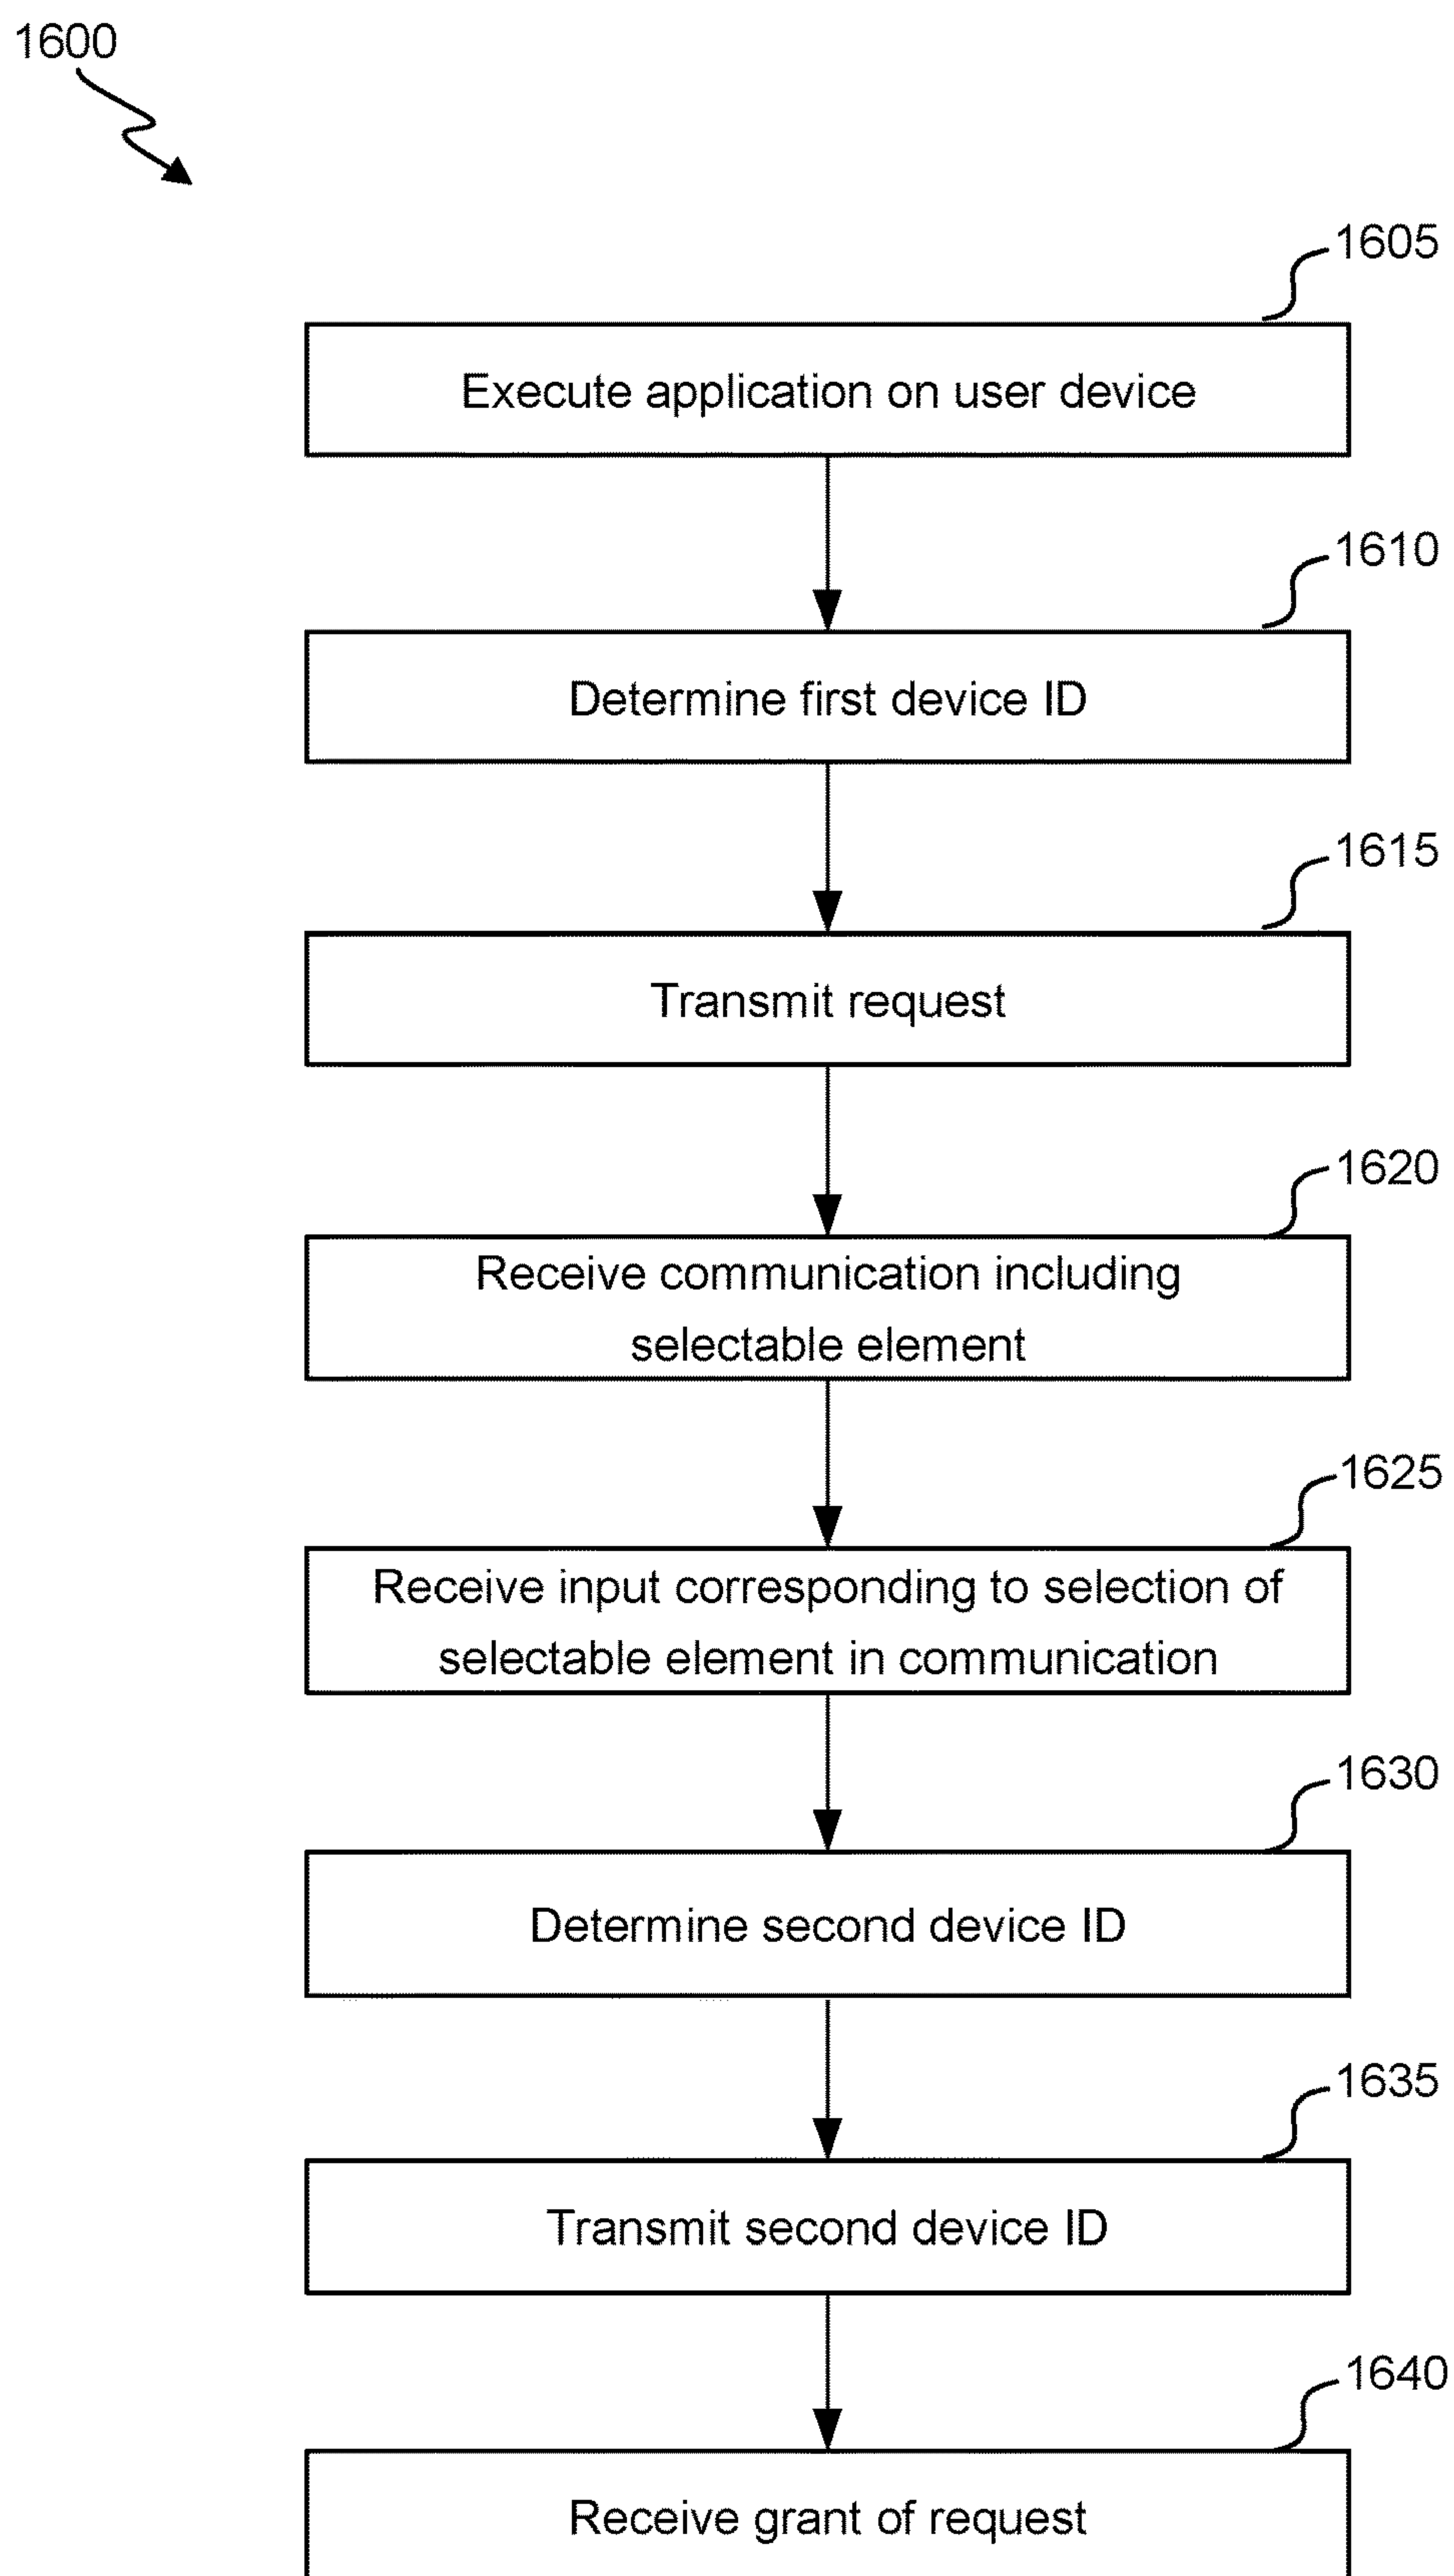 1600
1605
Execute application on user device
1610
Determine first device ID
1615
Transmit request
1620
Receive communication including
selectable element
1625
Receive input corresponding to selection of
selectable element in communication
1630
Determine second device ID
1635
Transmit second device ID
1640
Receive grant of request